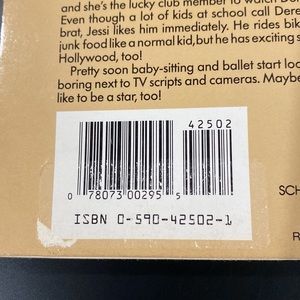 and she's the lucky club member to watch
Even though a lot of kids at school call Dere
brat, Jessi likes him immediately. He rides bik
junk food like a normal kid, but he has exciting s
Hollywood, too!
Pretty soon baby-sitting and ballet start loo
boring next to TV scripts and cameras. Maybe
like to be a star, too!
42502
0 78073 00295 5
ISBN 0-590-42502-1
SCH
R